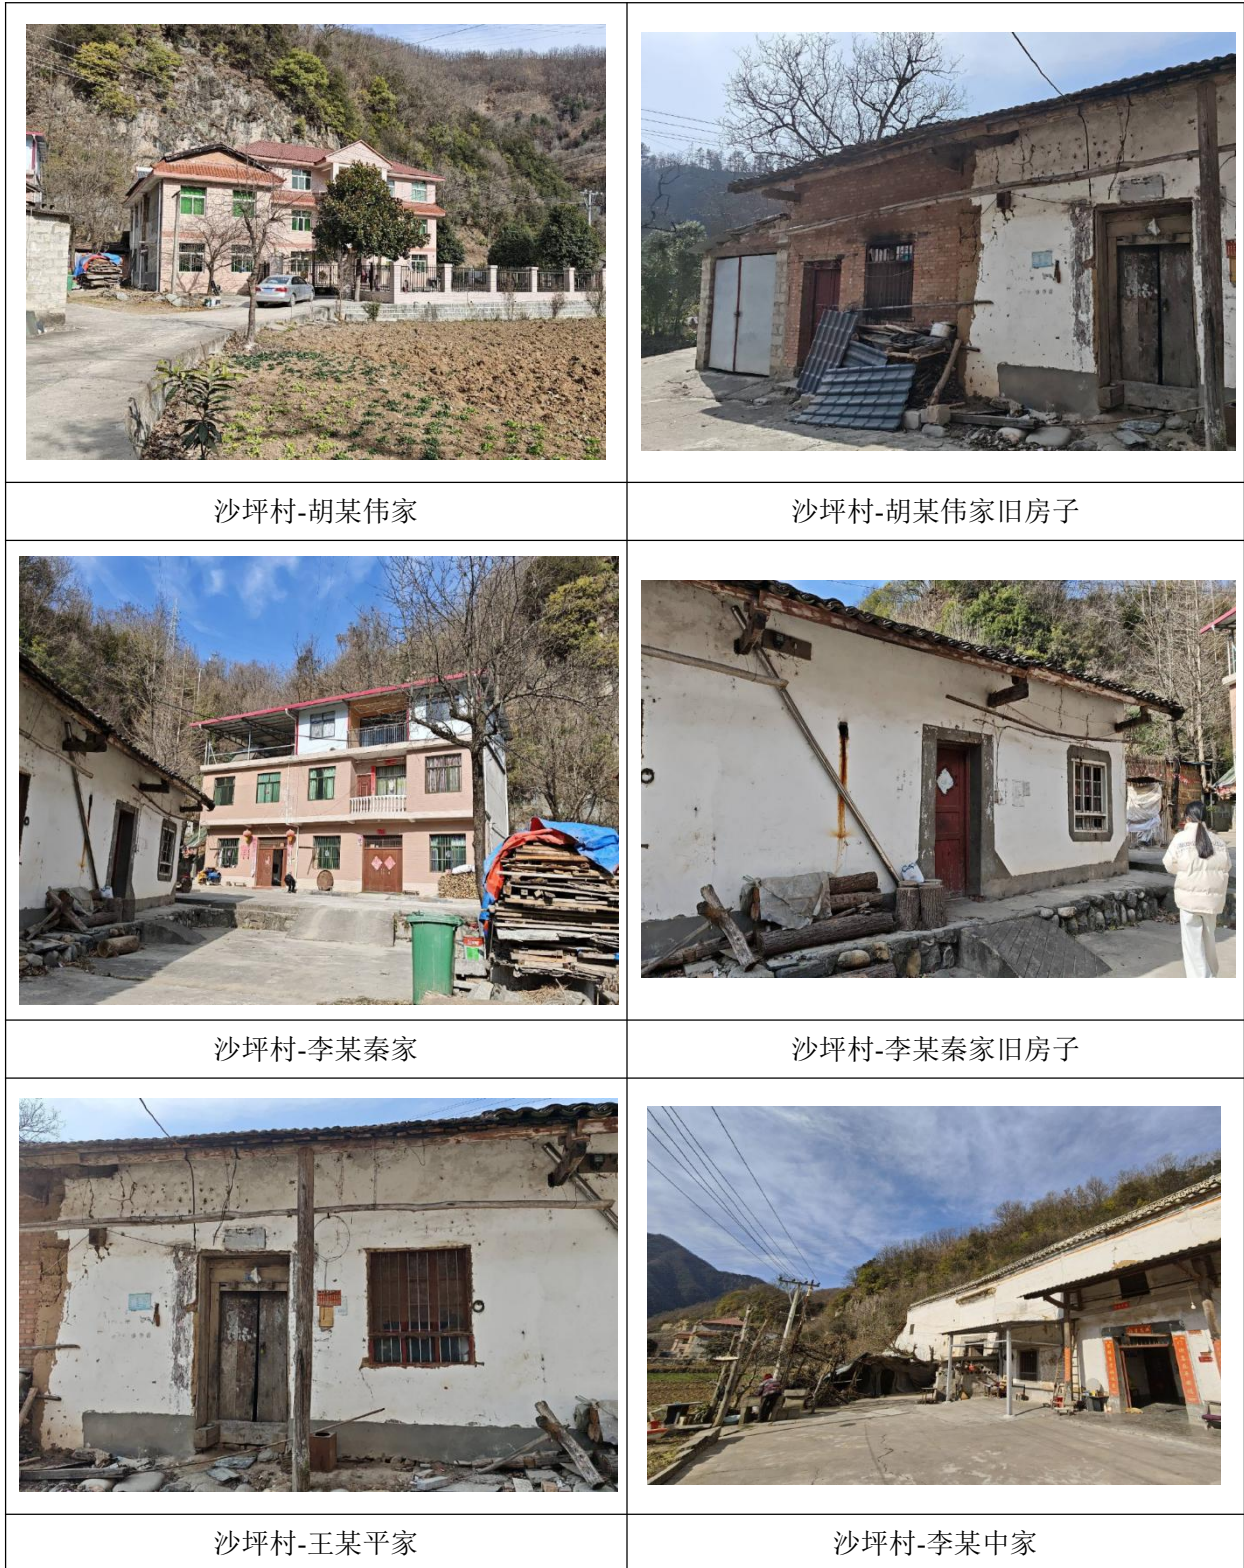 沙坪村-胡某伟家
沙坪村-胡某伟家旧房子
沙坪村-李某秦家
沙坪村-李某秦家旧房子
沙坪村-王某平家
沙坪村-李某中家